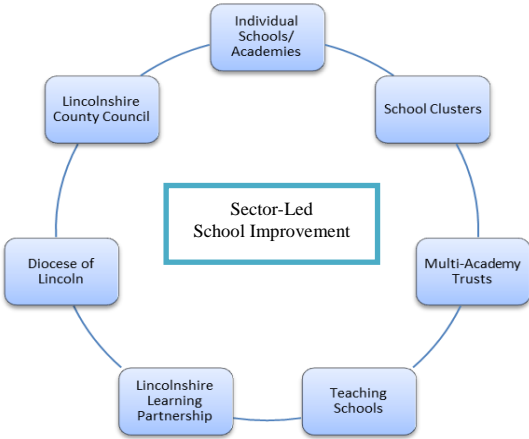 Individual
Schools/
Academies
School Clusters
Multi-Academy
Trusts
Teaching
Schools
Lincolnshire
Learning
Partnership
Diocese of
Lincoln
Lincolnshire
County Council
Sector-Led
School Improvement